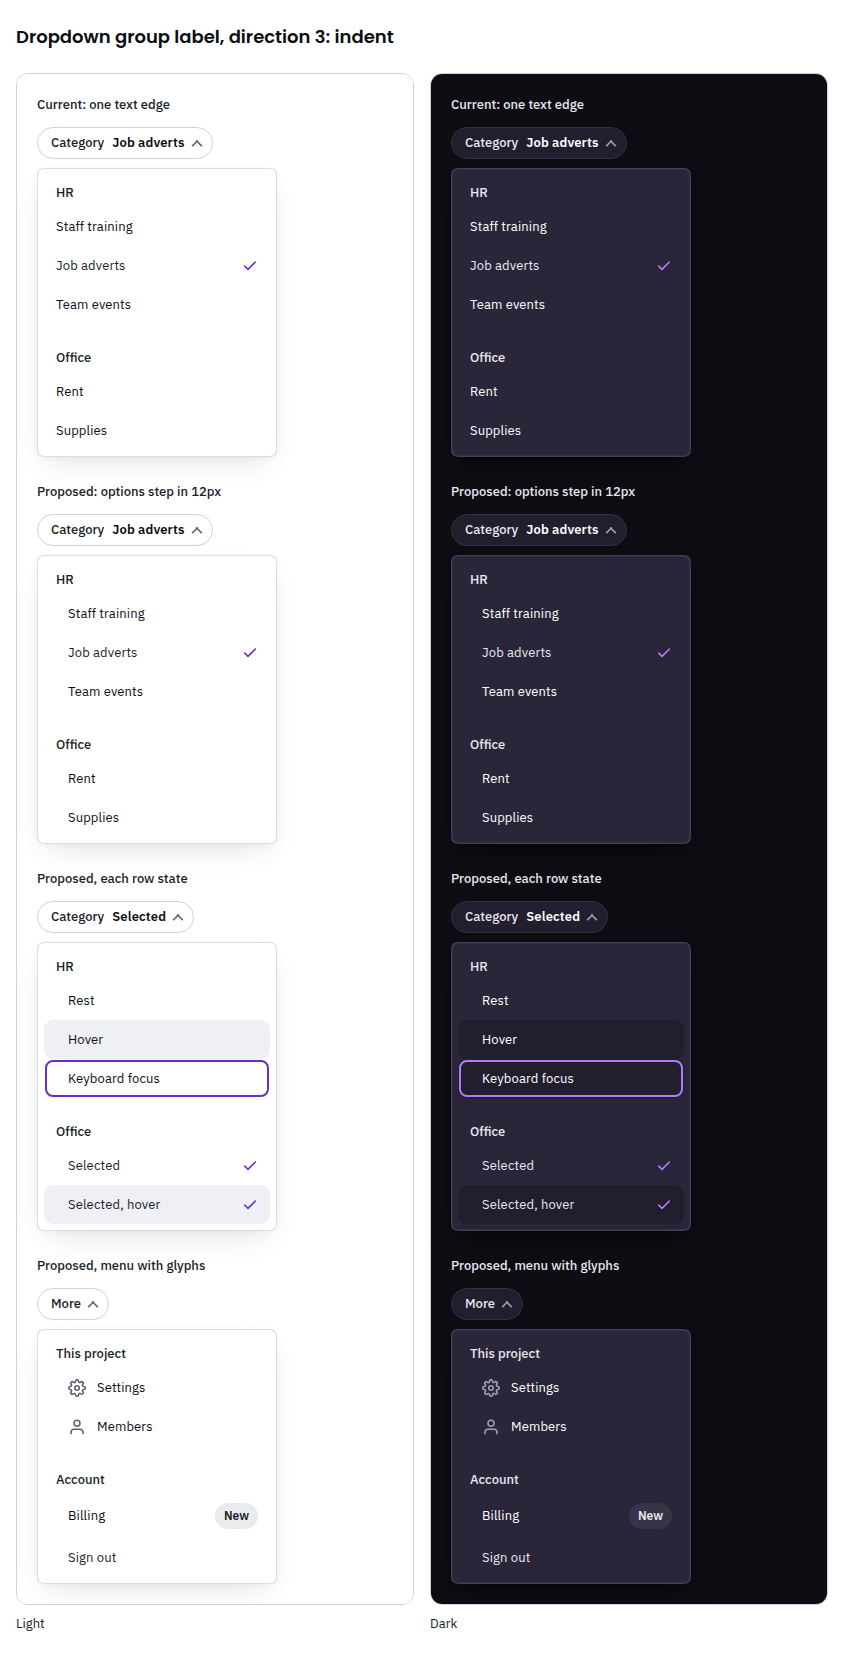 Dropdown group label, direction 3: indent
Current: one text edge
Category Job adverts
HR
Staff training
Job adverts
Team events
Office
Rent
Supplies
Proposed: options step in 12px
Category Job adverts
HR
Staff training
Job adverts
Team events
Office
Rent
Supplies
Proposed, each row state
Category Selected
HR
Rest
Hover
Keyboard focus
Office
Selected
Selected, hover
Proposed, menu with glyphs
More
This project
Settings
Members
Account
Billing New
Sign out
Light
Current: one text edge
Category Job adverts
HR
Staff training
Job adverts
Team events
Office
Rent
Supplies
Proposed: options step in 12px
Category Job adverts
HR
Staff training
Job adverts
Team events
Office
Rent
Supplies
Proposed, each row state
Category Selected
HR
Rest
Hover
Keyboard focus
Office
Selected
Selected, hover
Proposed, menu with glyphs
More
This project
Settings
Members
Account
Billing New
Sign out
Dark